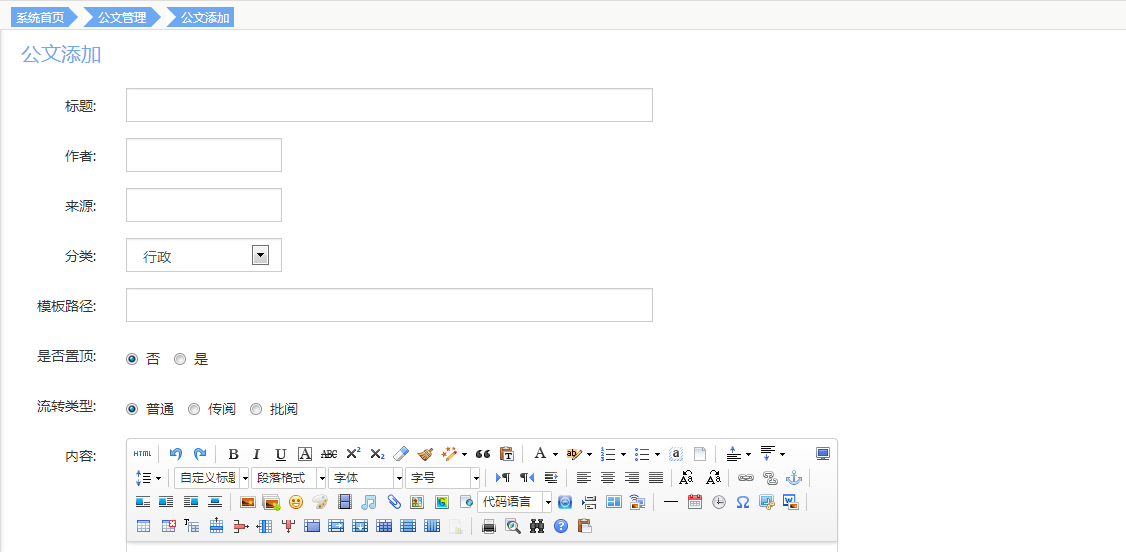 系统首页 公文管理 公文添加
公文添加
标题:
作者:
来源:
分类: 行政
模板路径:
是否置顶: 否 是
流转类型: 普通 传阅 批阅
内容: HTML B I U A ABC X² X₂ A ab a
自定义标题 段落格式 字体 字号
代码语言